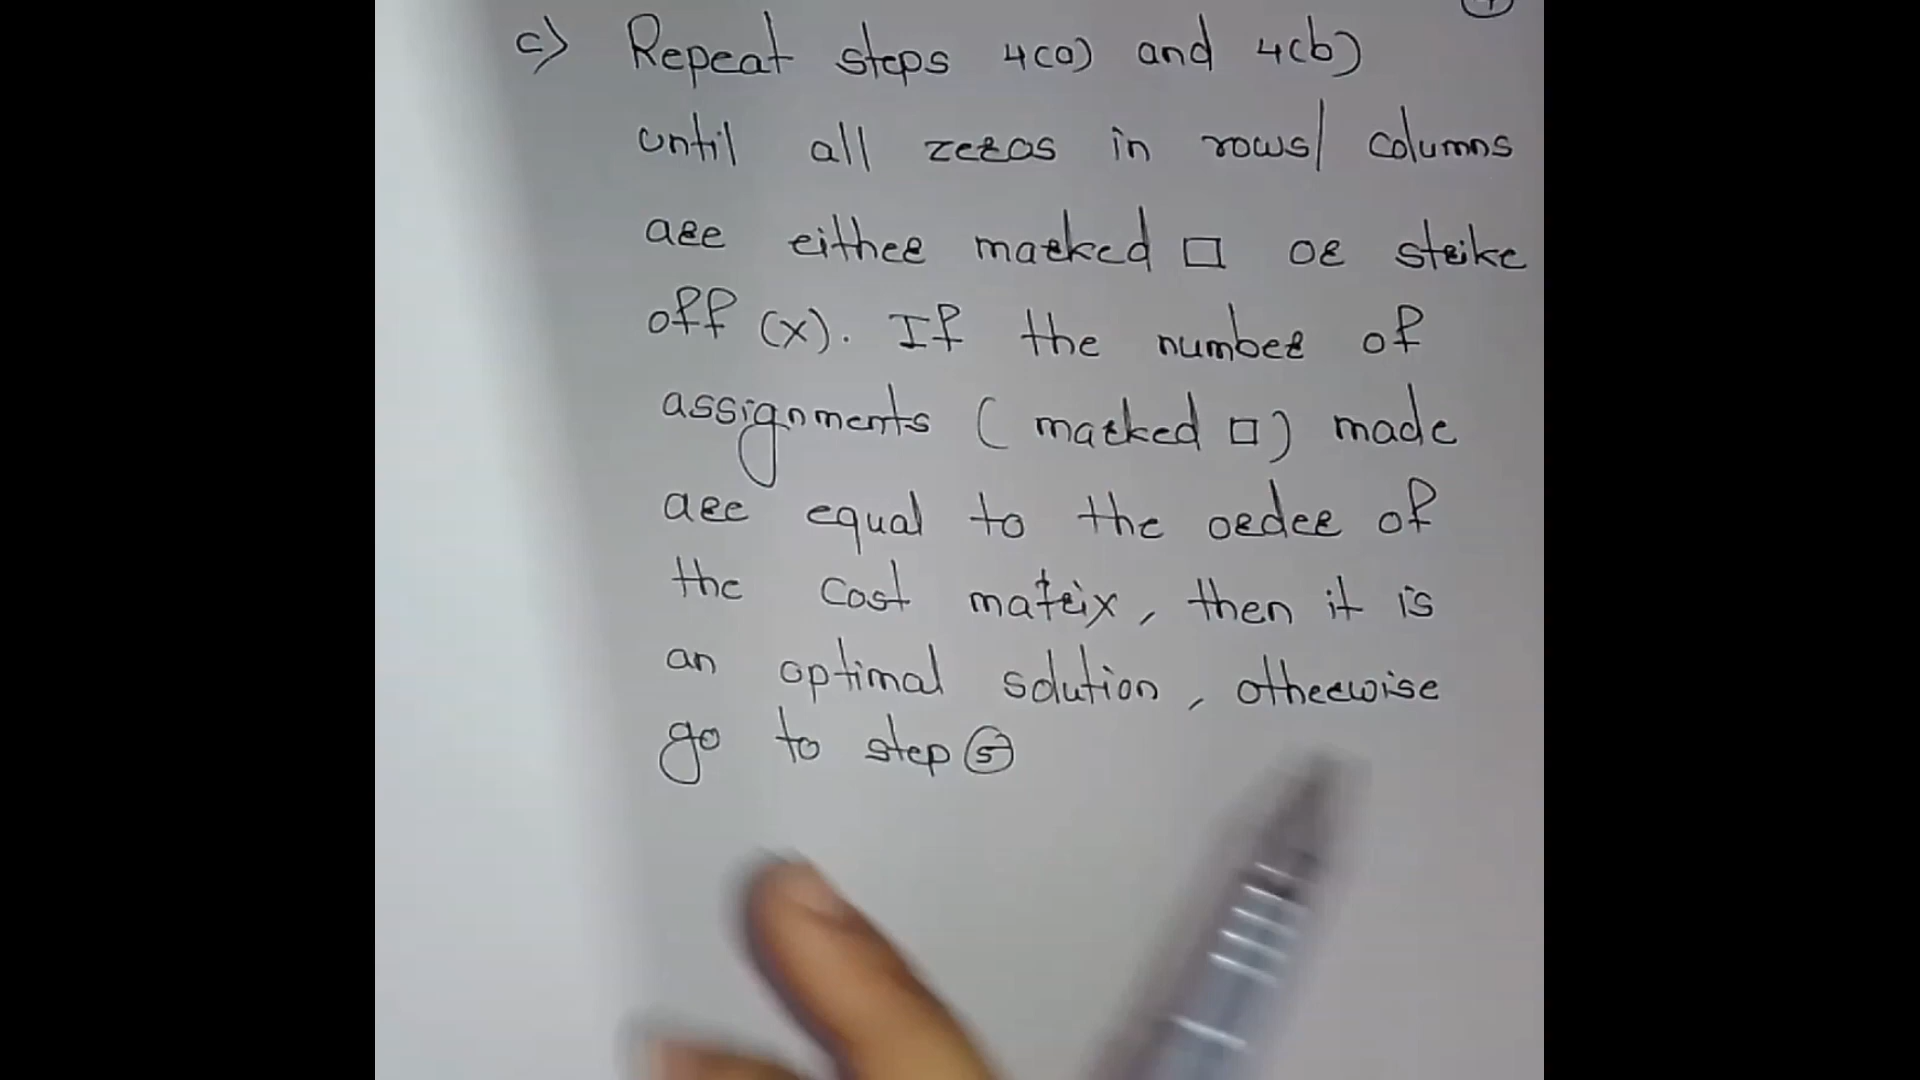 c) Repeat steps 4(a) and 4(b)
until all zeros in rows/ columns
are either marked □ or strike
off (x). If the number of
assignments ( marked □) made
are equal to the order of
the cost matrix, then it is
an optimal solution, otherwise
go to step ⑤